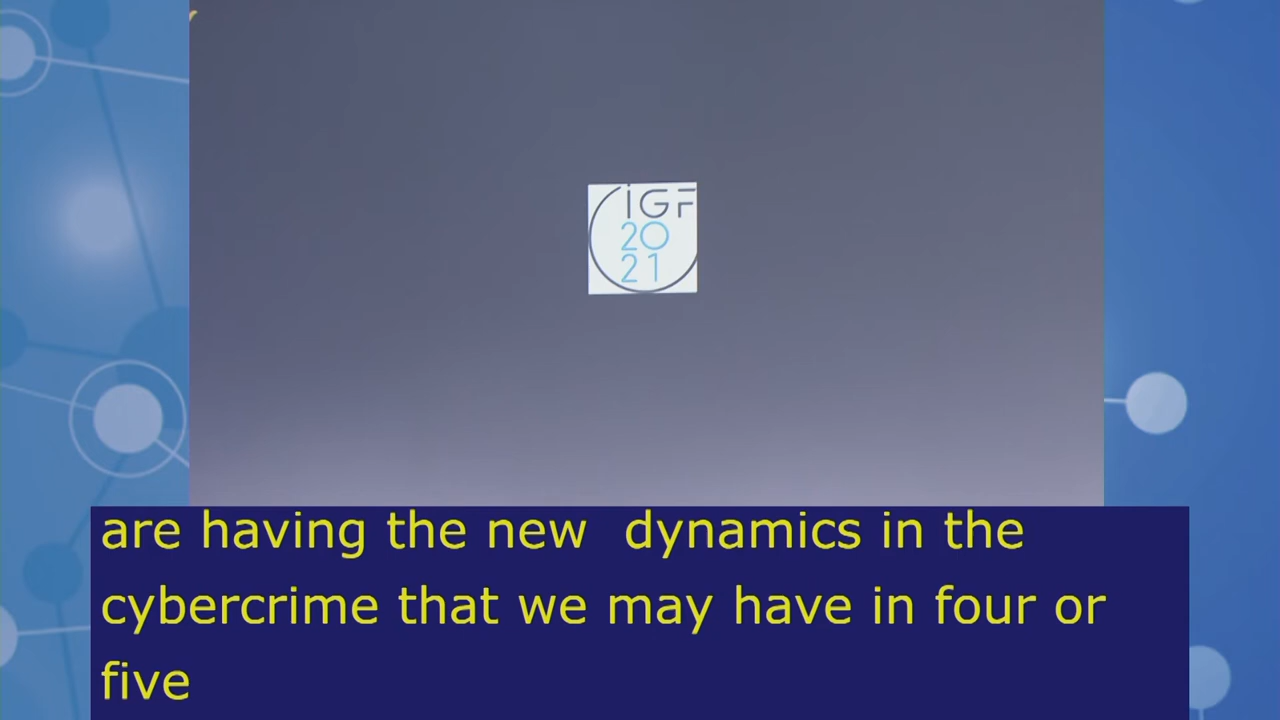 IGF
20
21
are having the new dynamics in the
cybercrime that we may have in four or
five